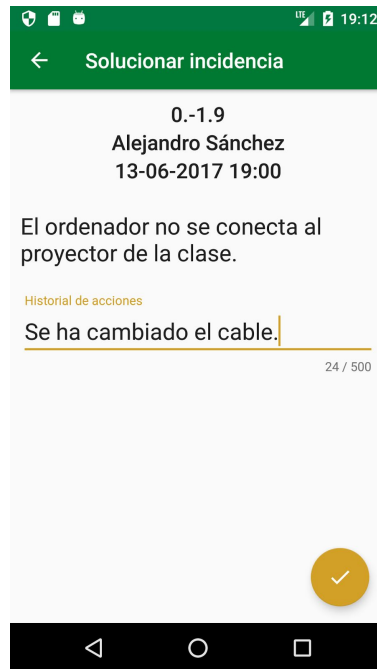 LTE 19:12
Solucionar incidencia
0.-1.9
Alejandro Sánchez
13-06-2017 19:00
El ordenador no se conecta al
proyector de la clase.
Historial de acciones
Se ha cambiado el cable.
24 / 500